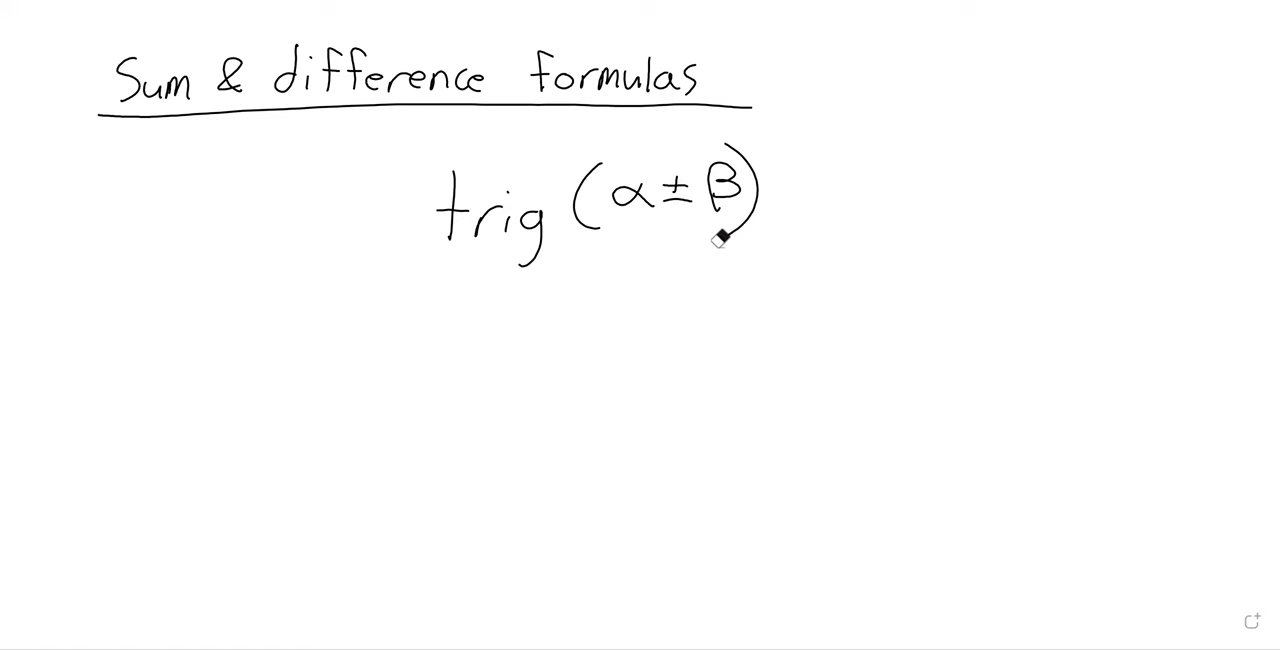 Sum & difference formulas
trig (α ± β)